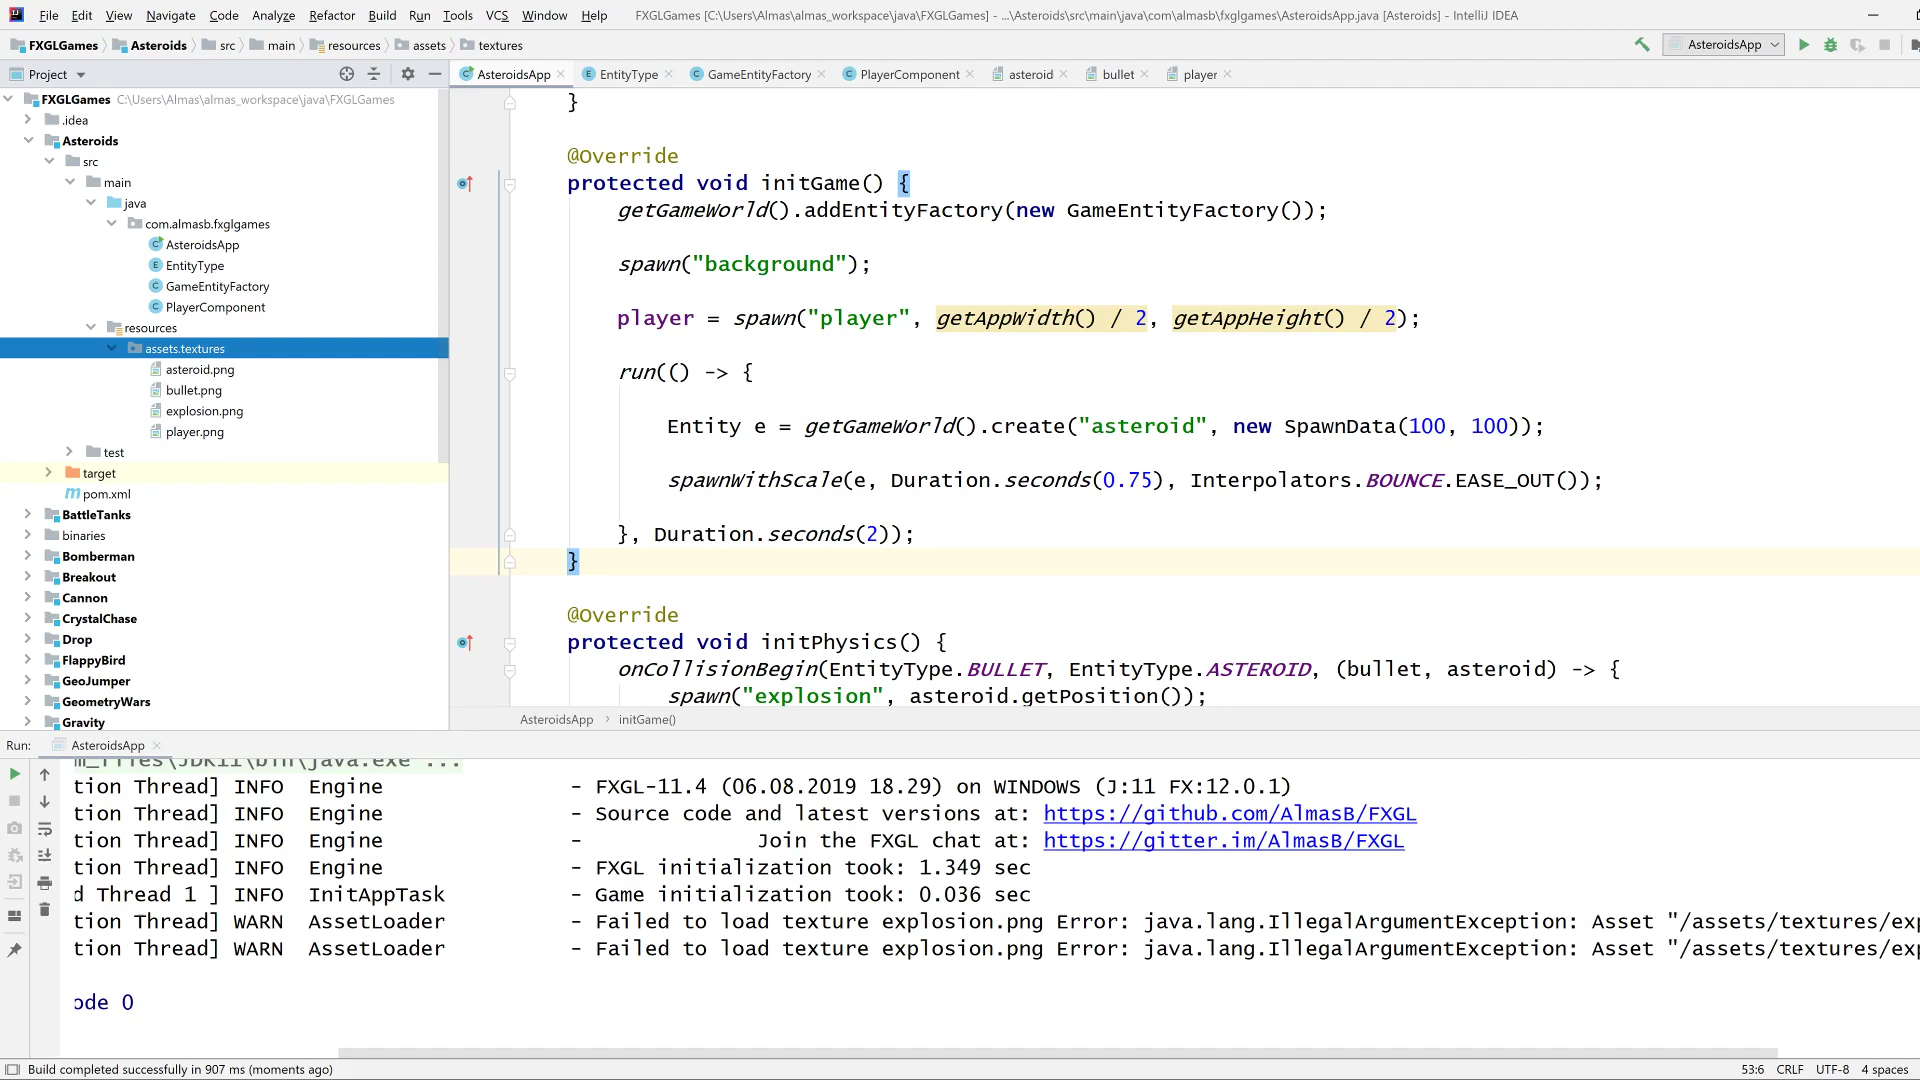 File Edit View Navigate Code Analyze Refactor Build Run Tools VCS Window Help FXGLGames [C:\Users\Almas\almas_workspace\java\FXGLGames] - ...\Asteroids\src\main\java\com\almasb\fxglgames\AsteroidsApp.java [Asteroids] - IntelliJ IDEA
FXGLGames Asteroids src main resources assets textures AsteroidsApp
Project AsteroidsApp EntityType GameEntityFactory PlayerComponent asteroid bullet player
FXGLGames C:\Users\Almas\almas_workspace\java\FXGLGames
.idea
Asteroids
src
main
java
com.almasb.fxglgames
AsteroidsApp
EntityType
GameEntityFactory
PlayerComponent
resources
assets.textures
asteroid.png
bullet.png
explosion.png
player.png
test
target
pom.xml
BattleTanks
binaries
Bomberman
Breakout
Cannon
CrystalChase
Drop
FlappyBird
GeoJumper
GeometryWars
Gravity
}
@Override
protected void initGame() {
getGameWorld().addEntityFactory(new GameEntityFactory());
spawn("background");
player = spawn("player", getAppWidth() / 2, getAppHeight() / 2);
run(() -> {
Entity e = getGameWorld().create("asteroid", new SpawnData(100, 100));
spawnWithScale(e, Duration.seconds(0.75), Interpolators.BOUNCE.EASE_OUT());
}, Duration.seconds(2));
}
@Override
protected void initPhysics() {
onCollisionBegin(EntityType.BULLET, EntityType.ASTEROID, (bullet, asteroid) -> {
spawn("explosion", asteroid.getPosition());
AsteroidsApp initGame()
Run: AsteroidsApp
m_files\JDK11\bin\java.exe ...
tion Thread] INFO Engine - FXGL-11.4 (06.08.2019 18.29) on WINDOWS (J:11 FX:12.0.1)
tion Thread] INFO Engine - Source code and latest versions at: https://github.com/AlmasB/FXGL
tion Thread] INFO Engine - Join the FXGL chat at: https://gitter.im/AlmasB/FXGL
tion Thread] INFO Engine - FXGL initialization took: 1.349 sec
d Thread 1 ] INFO InitAppTask - Game initialization took: 0.036 sec
tion Thread] WARN AssetLoader - Failed to load texture explosion.png Error: java.lang.IllegalArgumentException: Asset "/assets/textures/exp
tion Thread] WARN AssetLoader - Failed to load texture explosion.png Error: java.lang.IllegalArgumentException: Asset "/assets/textures/exp
ode 0
Build completed successfully in 907 ms (moments ago) 53:6 CRLF UTF-8 4 spaces